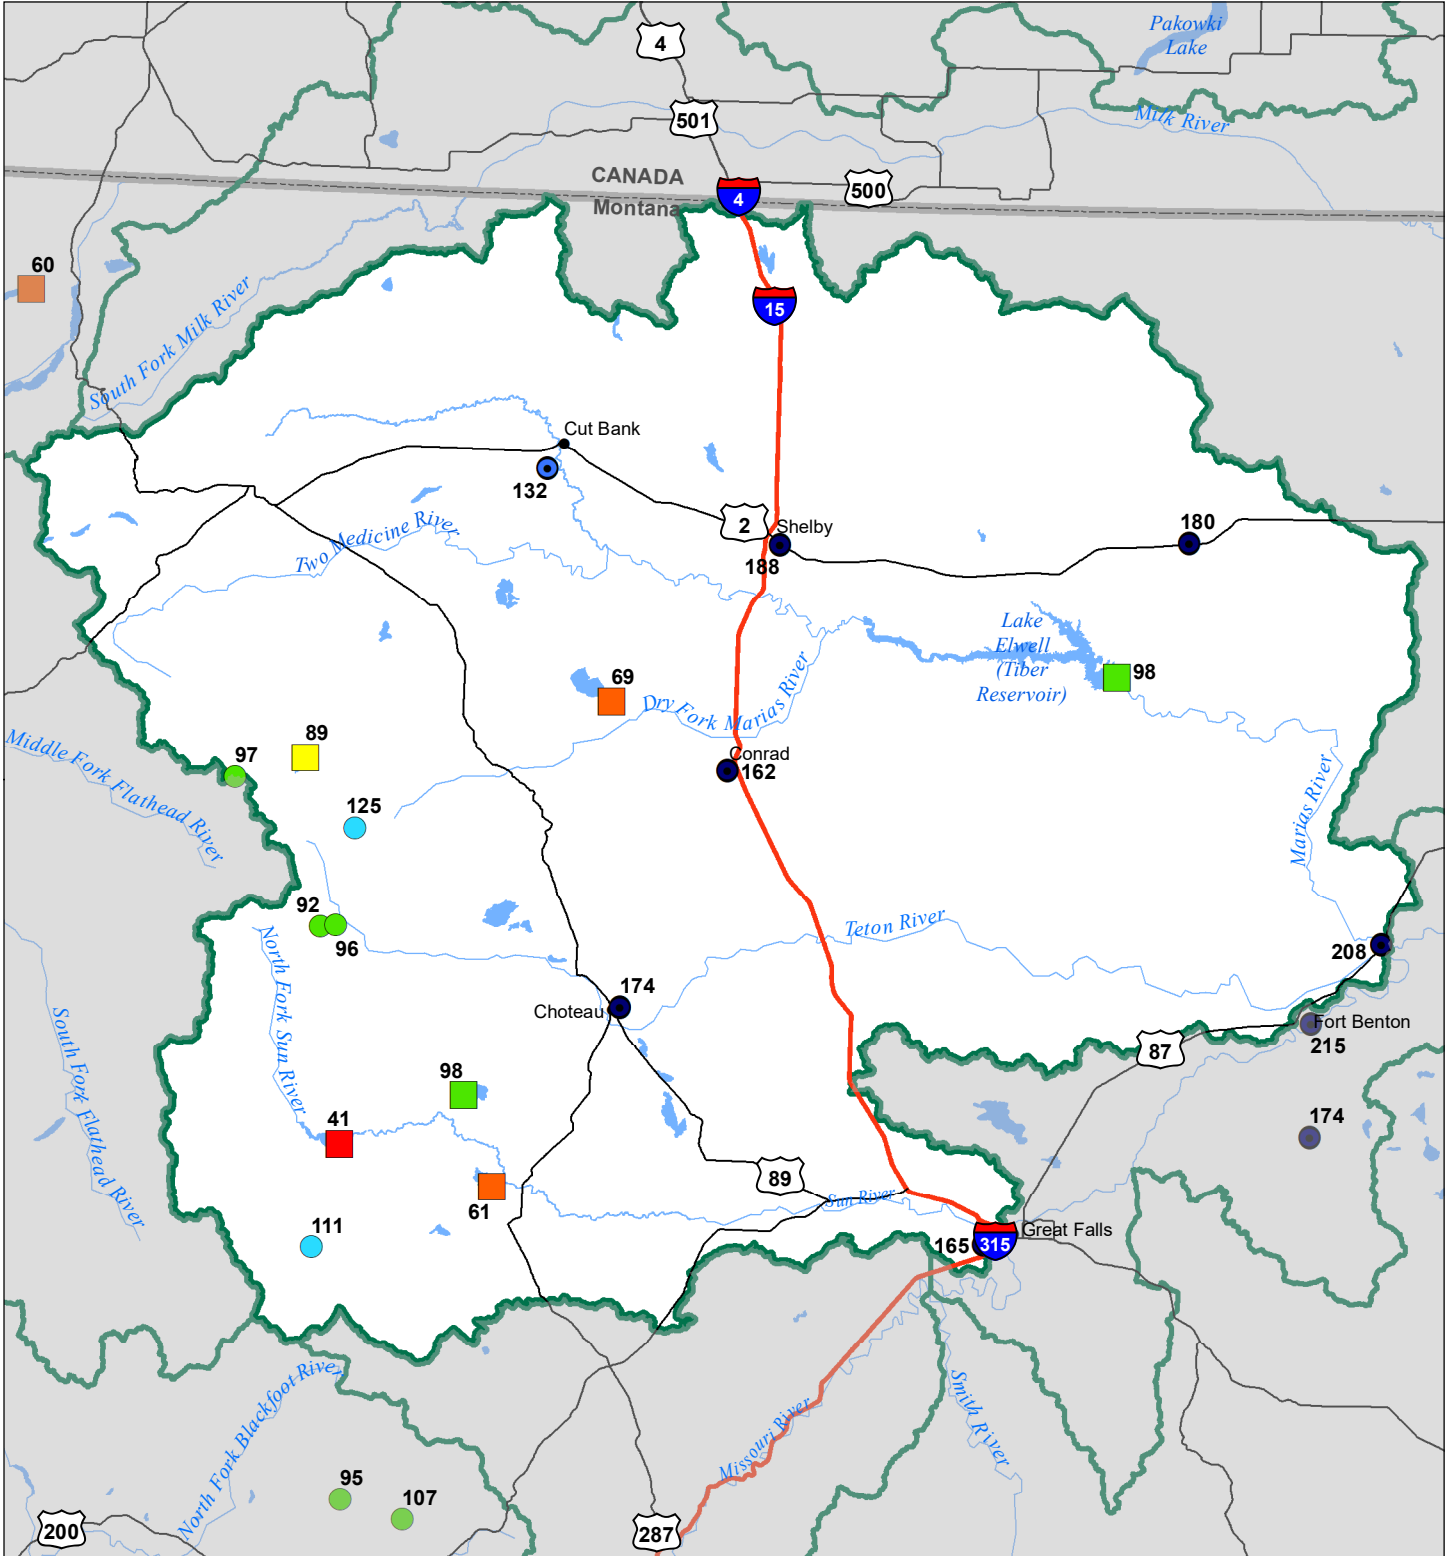 Pakowki
Lake
4
501
Milk River
CANADA
4
500
Montana
60
15
South Fork Milk River
Cut Bank
132
2
Shelby
180
188
Two Medicine River
Lake
Elwell
(Tiber
Reservoir)
98
69
Dry Fork Marias River
89
97
Middle Fork Flathead River
Conrad
162
125
Marias River
92
96
North Fork Sun River
Teton River
208
174
Choteau
Fort Benton
215
87
South Fork Flathead River
98
41
174
89
61
Sun River
111
165
315
Great Falls
North Fork Blackfoot River
Missouri River
Smith River
95
107
200
287